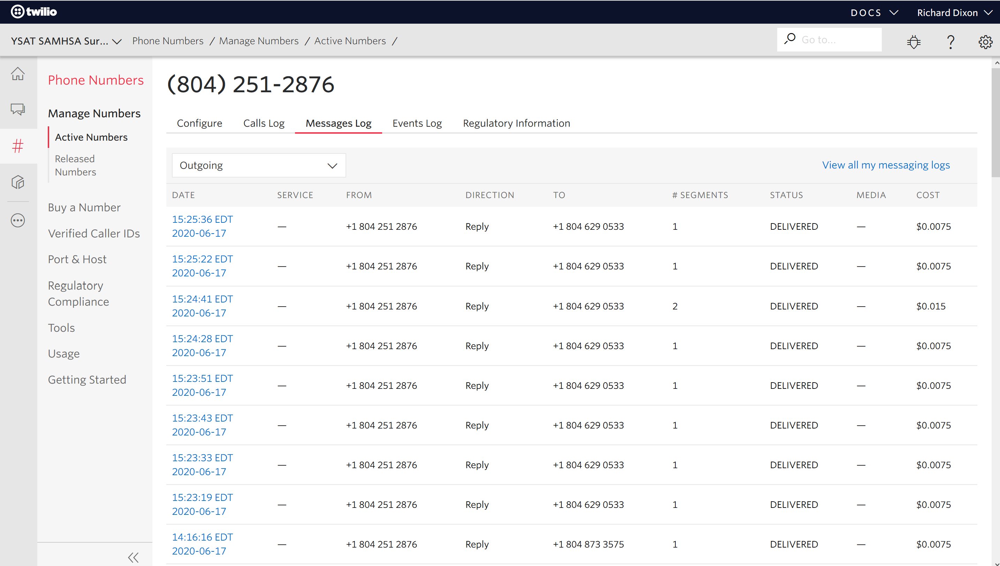 twilio
DOCS
Richard Dixon
YSAT SAMHSA Sur...
Phone Numbers / Manage Numbers / Active Numbers /
Go to...
Phone Numbers
Manage Numbers
Active Numbers
Released
Numbers
Buy a Number
Verified Caller IDs
Port & Host
Regulatory
Compliance
Tools
Usage
Getting Started
(804) 251-2876
Configure Calls Log Messages Log Events Log Regulatory Information
Outgoing
View all my messaging logs
DATE SERVICE FROM DIRECTION TO # SEGMENTS STATUS MEDIA COST
15:25:36 EDT
2020-06-17 — +1 804 251 2876 Reply +1 804 629 0533 1 DELIVERED — $0.0075
15:25:22 EDT
2020-06-17 — +1 804 251 2876 Reply +1 804 629 0533 1 DELIVERED — $0.0075
15:24:41 EDT
2020-06-17 — +1 804 251 2876 Reply +1 804 629 0533 2 DELIVERED — $0.015
15:24:28 EDT
2020-06-17 — +1 804 251 2876 Reply +1 804 629 0533 1 DELIVERED — $0.0075
15:23:51 EDT
2020-06-17 — +1 804 251 2876 Reply +1 804 629 0533 1 DELIVERED — $0.0075
15:23:43 EDT
2020-06-17 — +1 804 251 2876 Reply +1 804 629 0533 1 DELIVERED — $0.0075
15:23:33 EDT
2020-06-17 — +1 804 251 2876 Reply +1 804 629 0533 1 DELIVERED — $0.0075
15:23:19 EDT
2020-06-17 — +1 804 251 2876 Reply +1 804 629 0533 1 DELIVERED — $0.0075
14:16:16 EDT
2020-06-17 — +1 804 251 2876 Reply +1 804 873 3575 1 DELIVERED — $0.0075